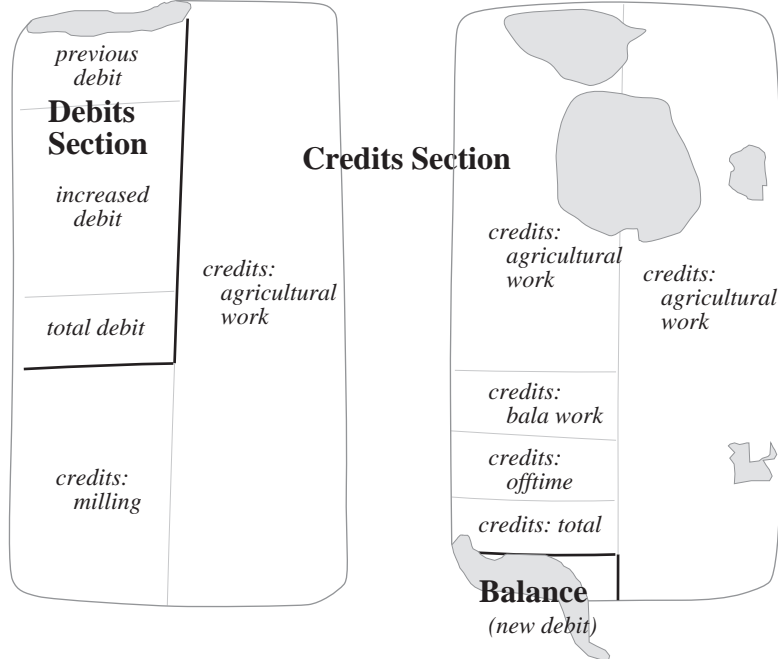 previous
debit
Debits
Section
increased
debit
total debit
credits:
milling
credits:
agricultural
work
Credits Section
credits:
agricultural
work
credits:
agricultural
work
credits:
bala work
credits:
offtime
credits: total
Balance
(new debit)